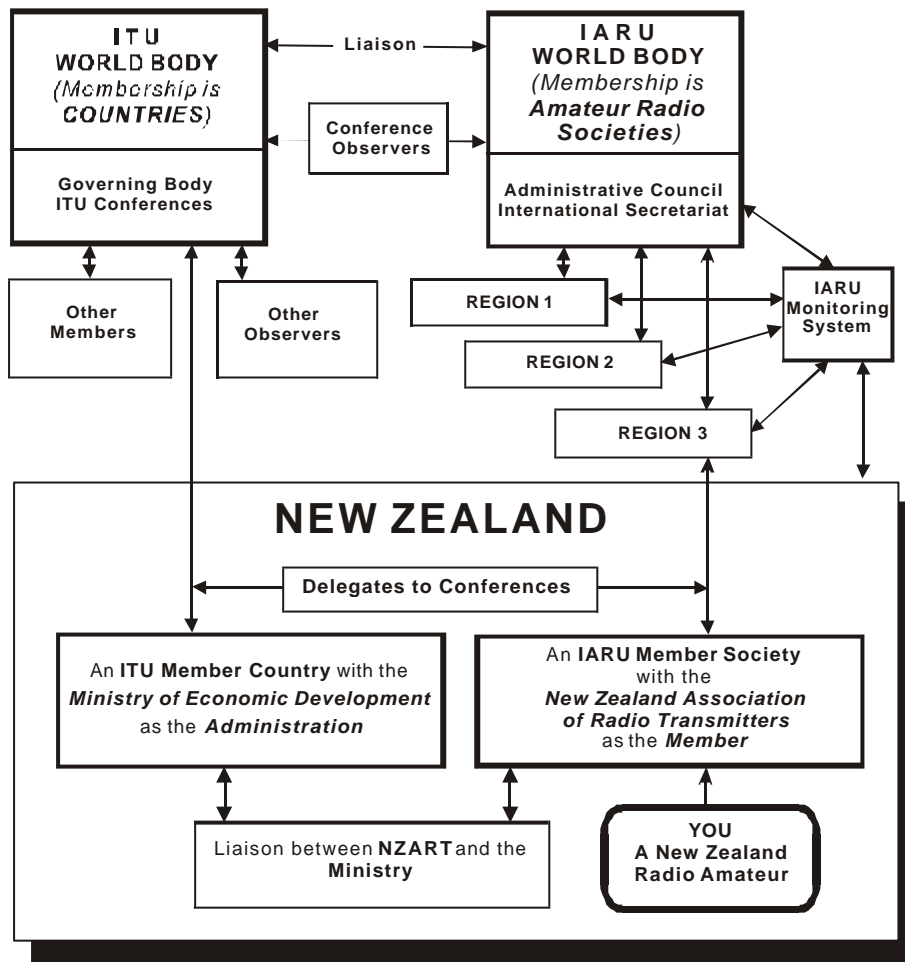 ITU
WORLD BODY
(Membership is
COUNTRIES)
Governing Body
ITU Conferences
Liaison
Conference
Observers
IARU
WORLD BODY
(Membership is
Amateur Radio
Societies)
Administrative Council
International Secretariat
Other
Members
Other
Observers
REGION 1
REGION 2
REGION 3
IARU
Monitoring
System
NEW ZEALAND
Delegates to Conferences
An ITU Member Country with the
Ministry of Economic Development
as the Administration
An IARU Member Society
with the
New Zealand Association
of Radio Transmitters
as the Member
Liaison between NZART and the
Ministry
YOU
A New Zealand
Radio Amateur